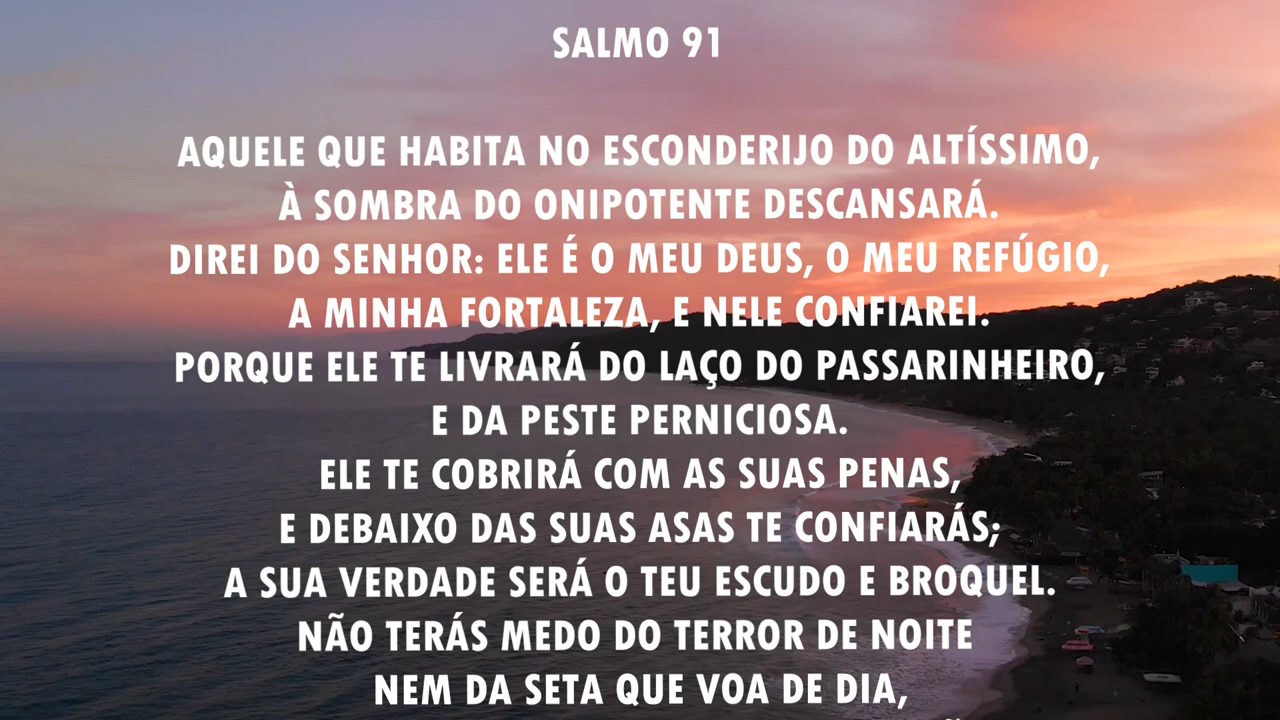 SALMO 91
AQUELE QUE HABITA NO ESCONDERIJO DO ALTÍSSIMO,
À SOMBRA DO ONIPOTENTE DESCANSARÁ.
DIREI DO SENHOR: ELE É O MEU DEUS, O MEU REFÚGIO,
A MINHA FORTALEZA, E NELE CONFIAREI.
PORQUE ELE TE LIVRARÁ DO LAÇO DO PASSARINHEIRO,
E DA PESTE PERNICIOSA.
ELE TE COBRIRÁ COM AS SUAS PENAS,
E DEBAIXO DAS SUAS ASAS TE CONFIARÁS;
A SUA VERDADE SERÁ O TEU ESCUDO E BROQUEL.
NÃO TERÁS MEDO DO TERROR DE NOITE
NEM DA SETA QUE VOA DE DIA,